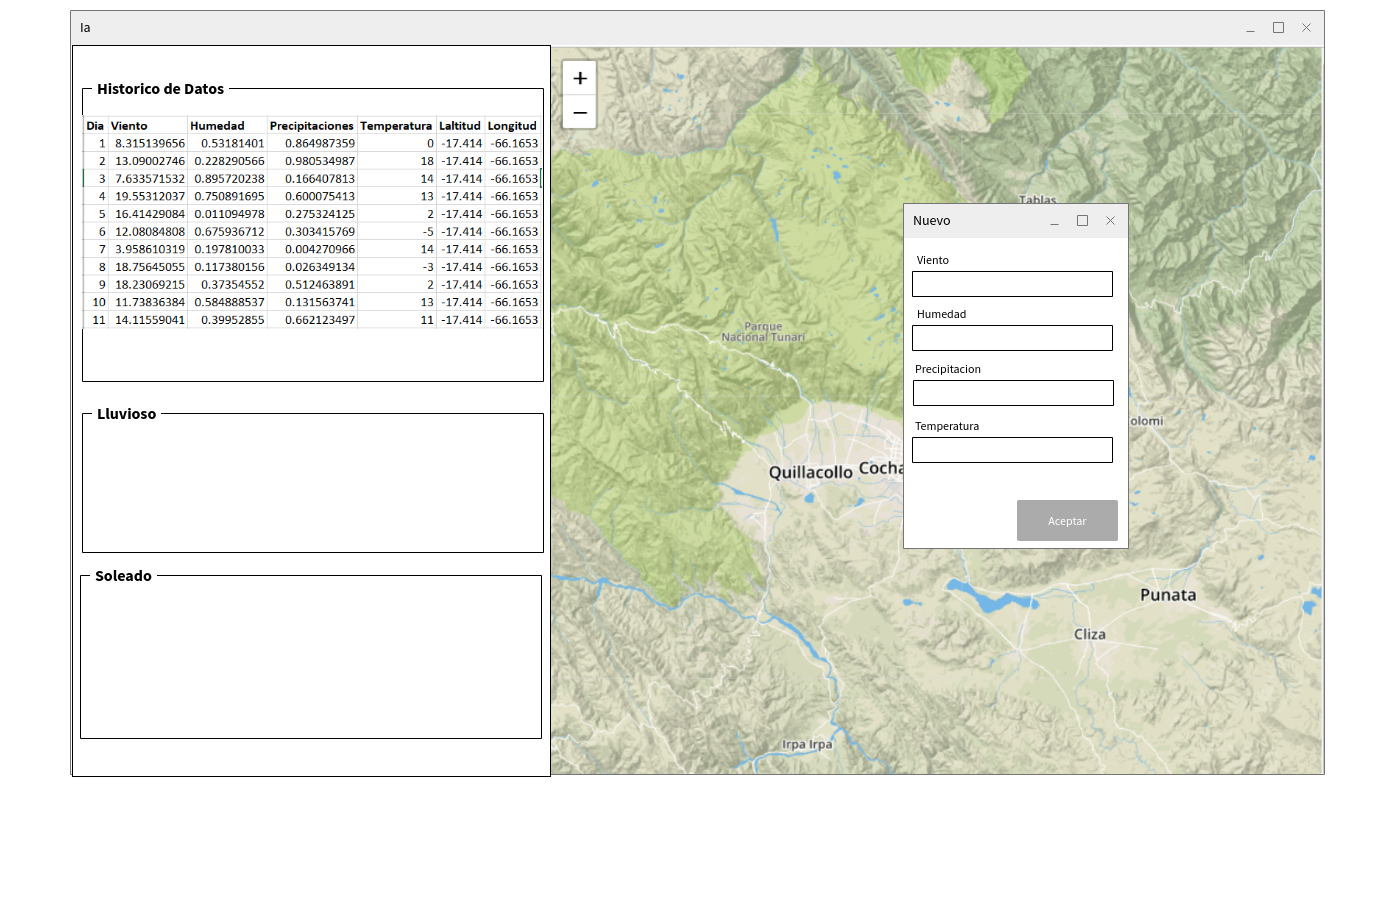 Ia
Historico de Datos
Dia Viento Humedad Precipitaciones Temperatura Laltitud Longitud
1 8.315139656 0.53181401 0.864987359 0 -17.414 -66.1653
2 13.09002746 0.228290566 0.980534987 18 -17.414 -66.1653
3 7.633571532 0.895720238 0.166407813 14 -17.414 -66.1653
4 19.55312037 0.750891695 0.600075413 13 -17.414 -66.1653
5 16.41429084 0.011094978 0.275324125 2 -17.414 -66.1653
6 12.08084808 0.675936712 0.303415769 -5 -17.414 -66.1653
7 3.958610319 0.197810033 0.004270966 14 -17.414 -66.1653
8 18.75645055 0.117380156 0.026349134 -3 -17.414 -66.1653
9 18.23069215 0.37354552 0.512463891 2 -17.414 -66.1653
10 11.73836384 0.584888537 0.131563741 13 -17.414 -66.1653
11 14.11559041 0.39952855 0.662123497 11 -17.414 -66.1653
Lluvioso
Soleado
+
−
Tablas
Parque
Nacional Tunari
Quillacollo
Cocha
olomi
Punata
Cliza
Irpa Irpa
Nuevo
Viento
Humedad
Precipitacion
Temperatura
Aceptar